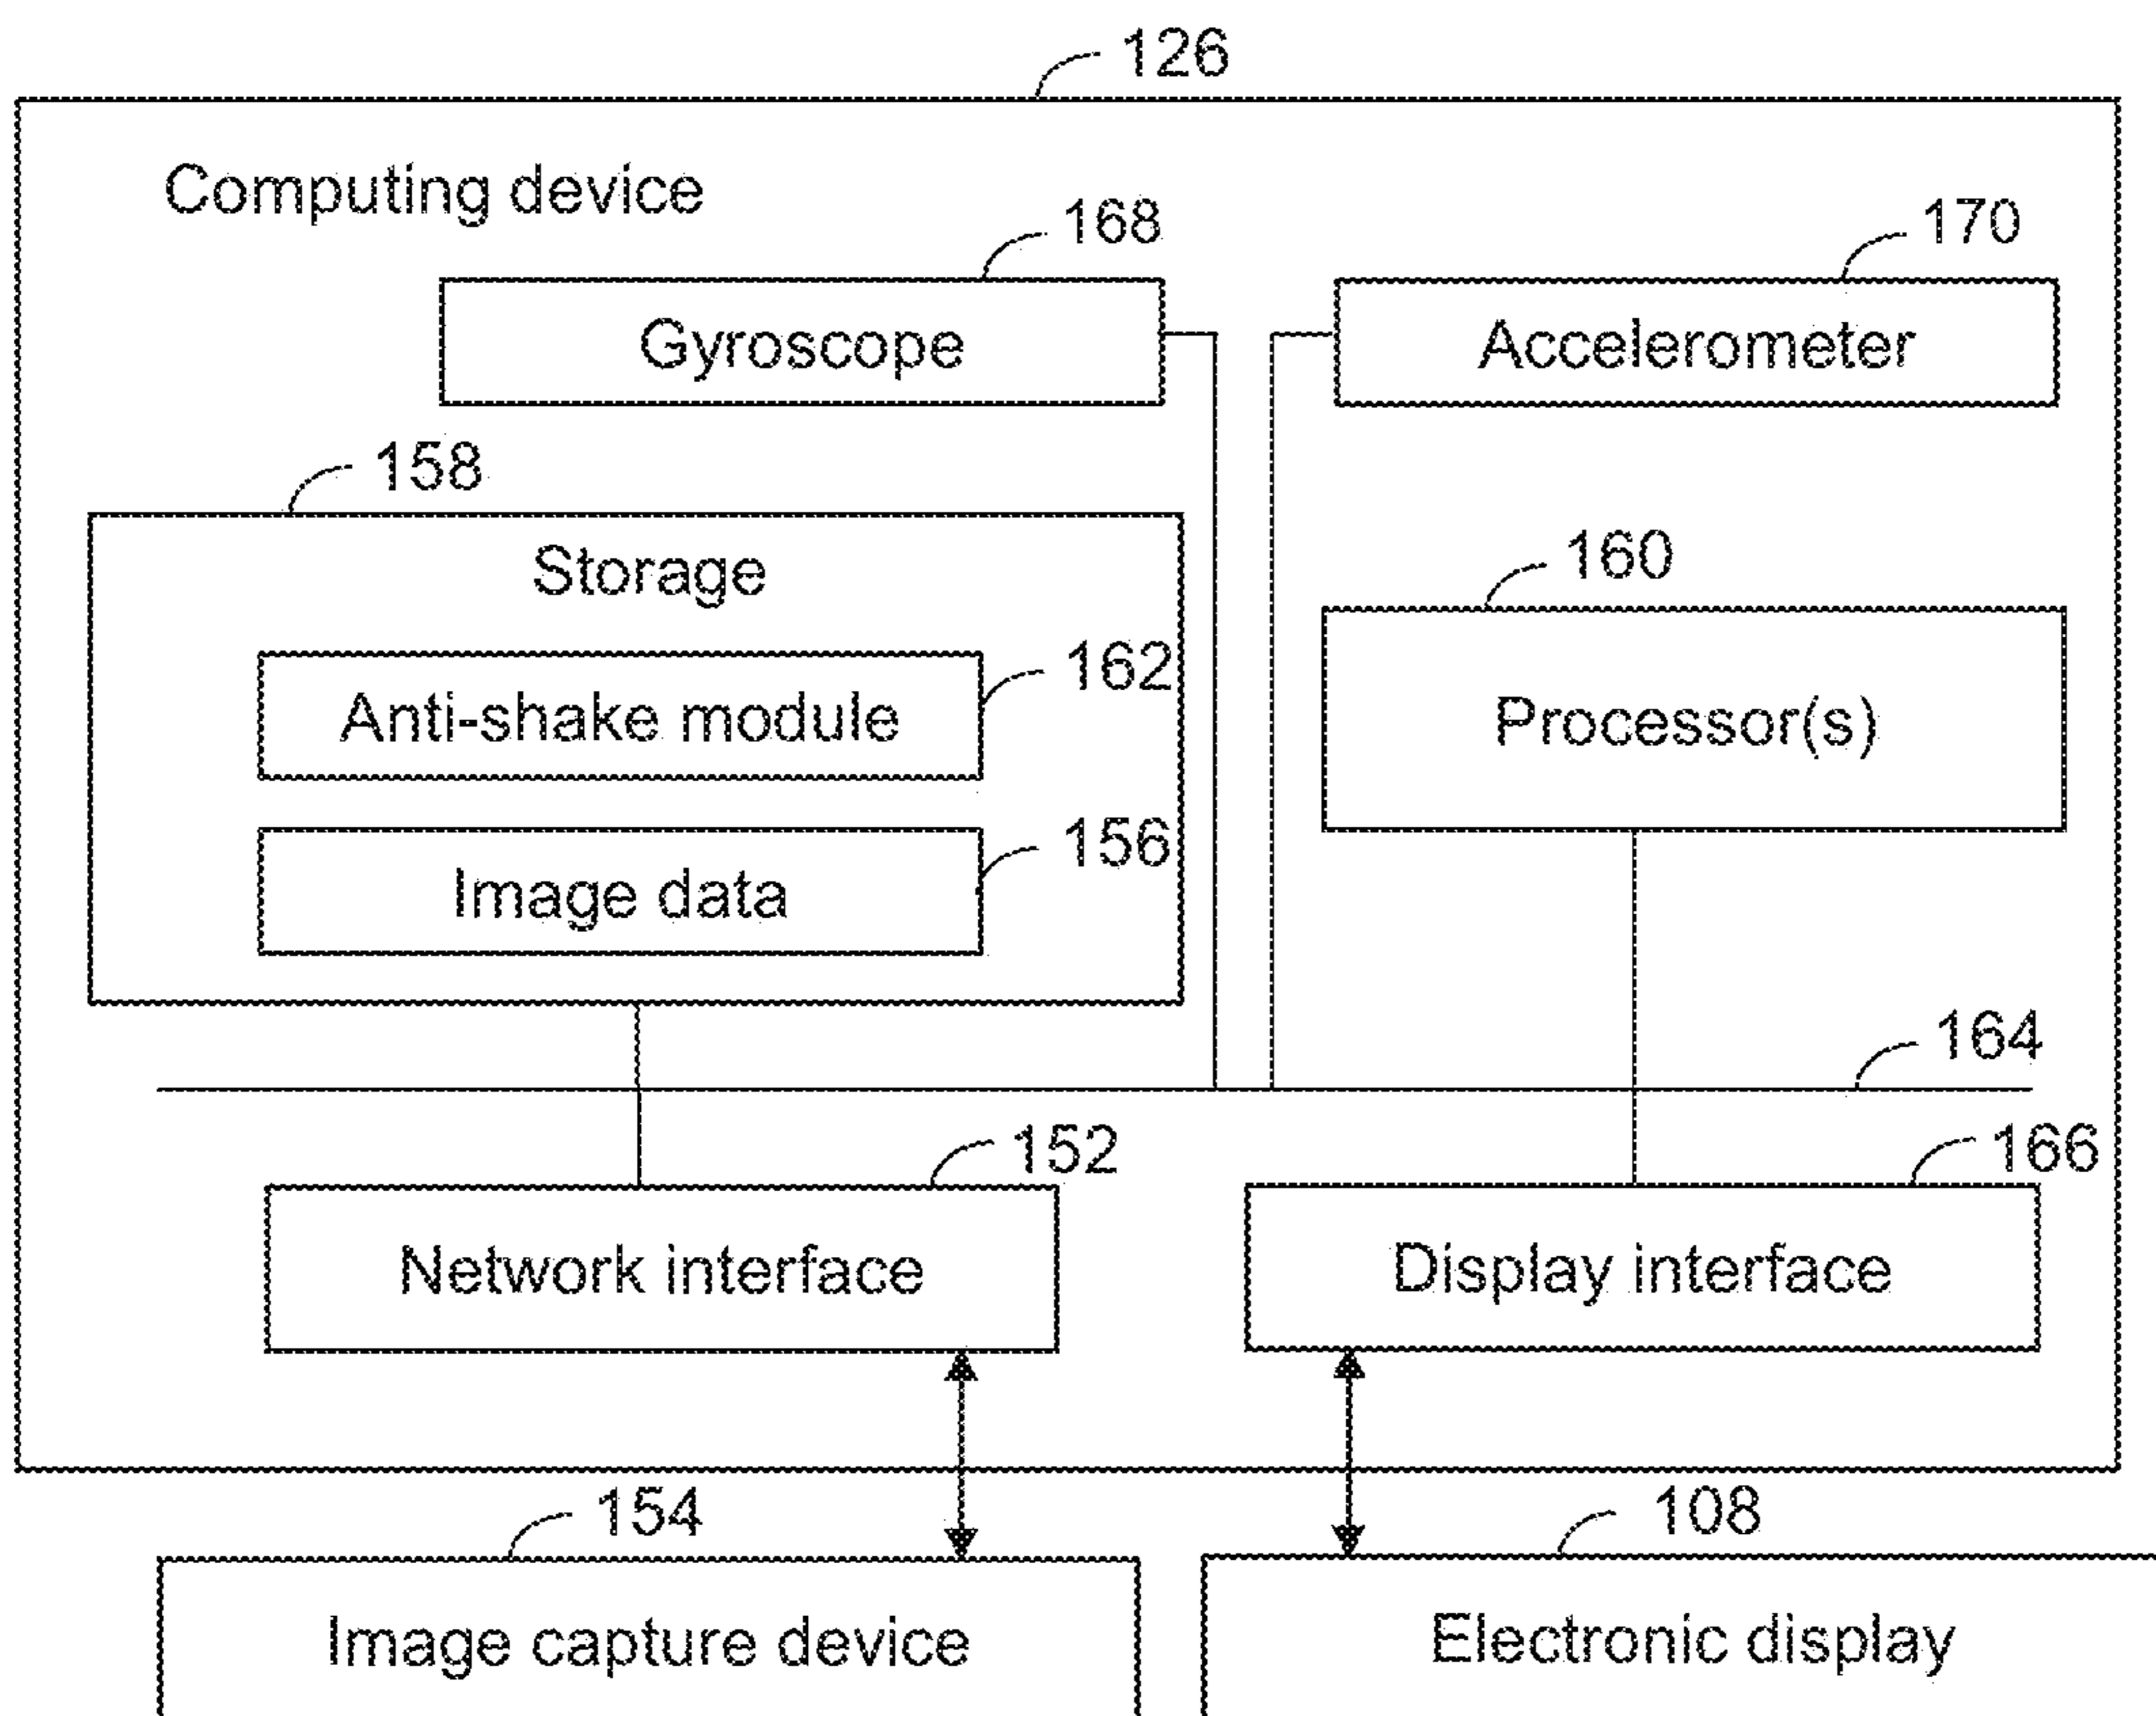 126
Computing device
168
170
Gyroscope
Accelerometer
158
Storage
160
162
Anti-shake module
Processor(s)
156
Image data
164
152
166
Network interface
Display interface
154
108
Image capture device
Electronic display